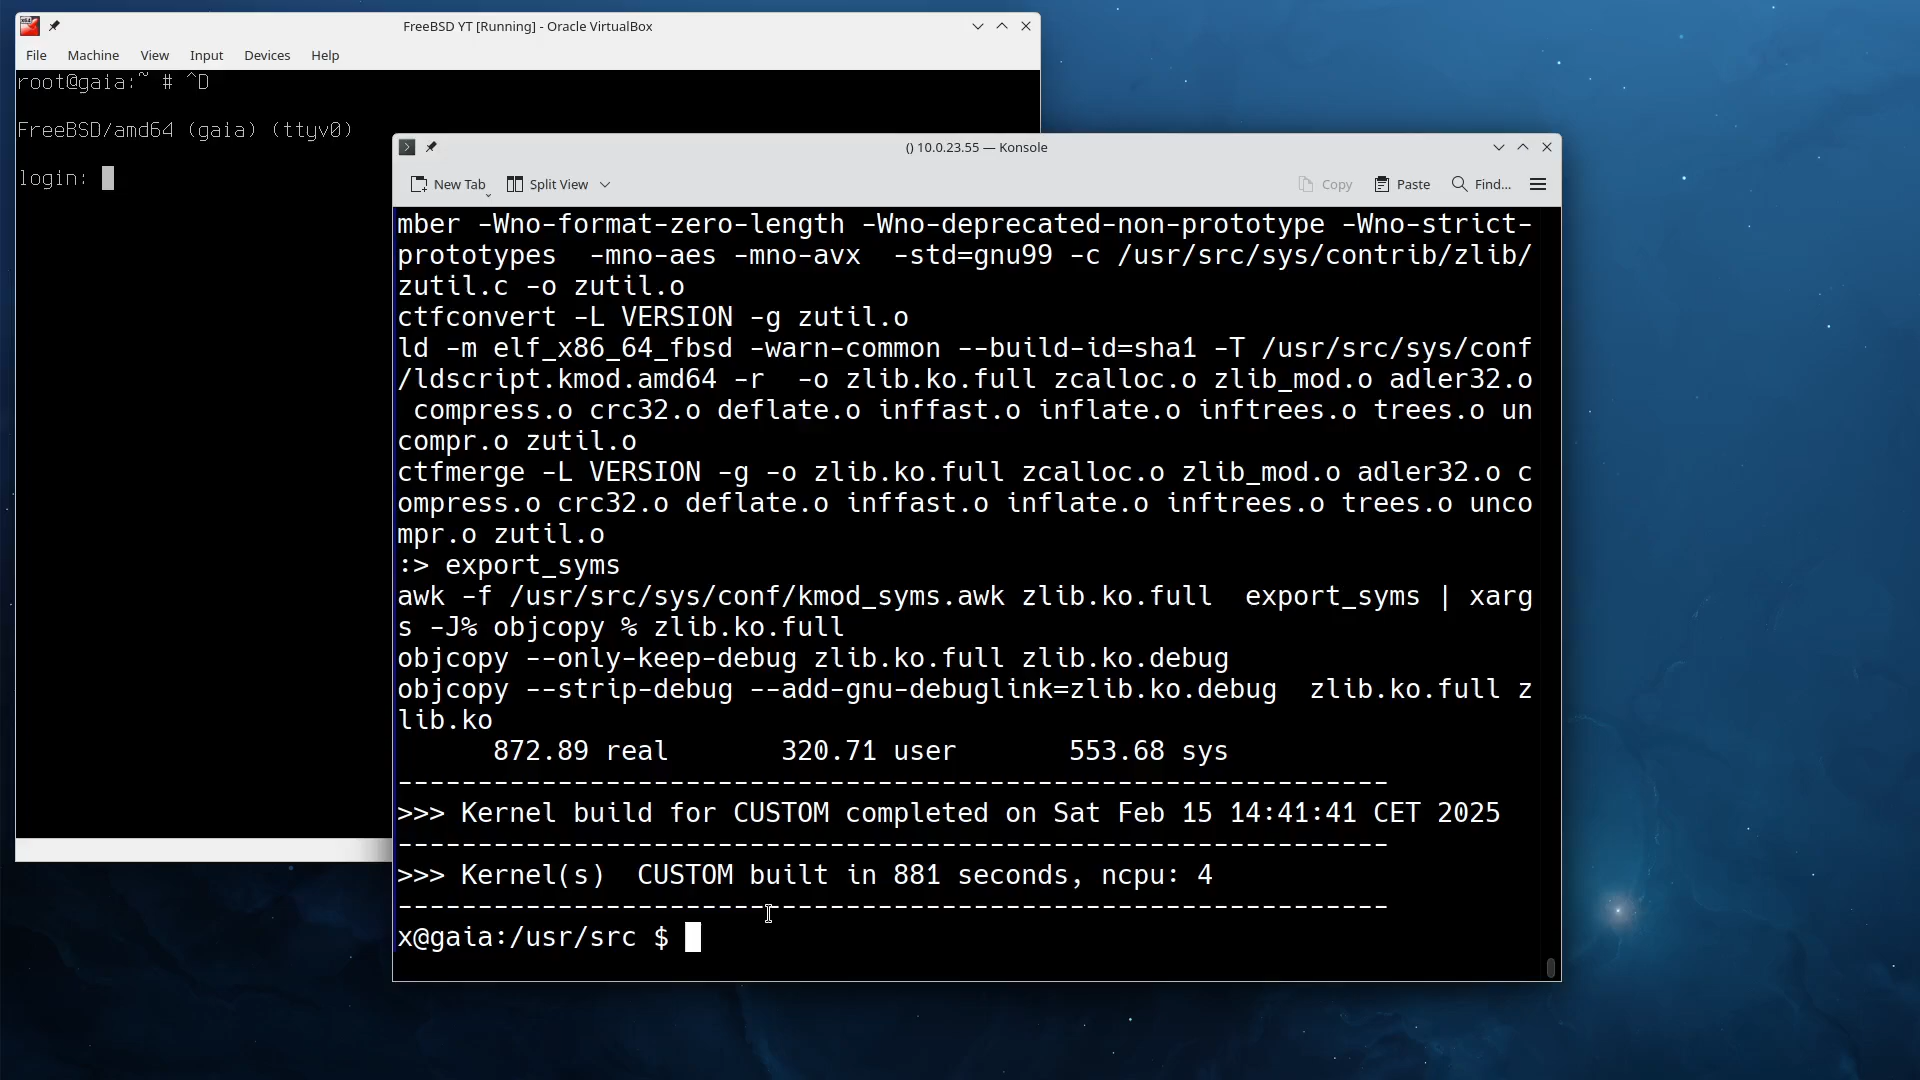 FreeBSD YT [Running] - Oracle VirtualBox
File Machine View Input Devices Help
root@gaia:~ # ^D
FreeBSD/amd64 (gaia) (ttyv0)
login:
() 10.0.23.55 — Konsole
New Tab Split View Copy Paste Find...
mber -Wno-format-zero-length -Wno-deprecated-non-prototype -Wno-strict-
prototypes  -mno-aes -mno-avx  -std=gnu99 -c /usr/src/sys/contrib/zlib/
zutil.c -o zutil.o
ctfconvert -L VERSION -g zutil.o
ld -m elf_x86_64_fbsd -warn-common --build-id=sha1 -T /usr/src/sys/conf
/ldscript.kmod.amd64 -r  -o zlib.ko.full zcalloc.o zlib_mod.o adler32.o
 compress.o crc32.o deflate.o inffast.o inflate.o inftrees.o trees.o un
compr.o zutil.o
ctfmerge -L VERSION -g -o zlib.ko.full zcalloc.o zlib_mod.o adler32.o c
ompress.o crc32.o deflate.o inffast.o inflate.o inftrees.o trees.o unco
mpr.o zutil.o
:> export_syms
awk -f /usr/src/sys/conf/kmod_syms.awk zlib.ko.full  export_syms | xarg
s -J% objcopy % zlib.ko.full
objcopy --only-keep-debug zlib.ko.full zlib.ko.debug
objcopy --strip-debug --add-gnu-debuglink=zlib.ko.debug  zlib.ko.full z
lib.ko
      872.89 real       320.71 user       553.68 sys
--------------------------------------------------------------
>>> Kernel build for CUSTOM completed on Sat Feb 15 14:41:41 CET 2025
--------------------------------------------------------------
>>> Kernel(s)  CUSTOM built in 881 seconds, ncpu: 4
--------------------------------------------------------------
x@gaia:/usr/src $